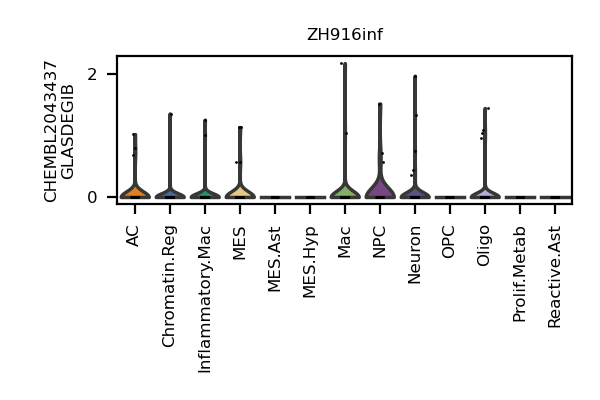 ZH916inf
CHEMBL2043437
GLASDEGIB
2
0
AC
Chromatin.Reg
Inflammatory.Mac
MES
MES.Ast
MES.Hyp
Mac
NPC
Neuron
OPC
Oligo
Prolif.Metab
Reactive.Ast